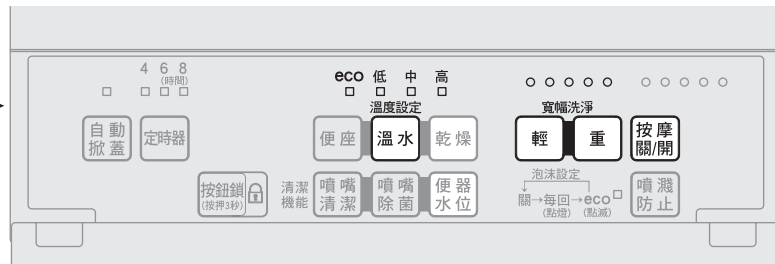 4 6 8
(時間)
eco 低 中 高
溫度設定
寬幅洗淨
自動
掀蓋
定時器
便座
溫水
乾燥
輕
重
按摩
關/開
按鈕鎖
(按押3秒)
清潔
機能
噴嘴
清潔
噴嘴
除菌
便器
水位
泡沫設定
關→每回→eco
(點燈) (點滅)
噴濺
防止